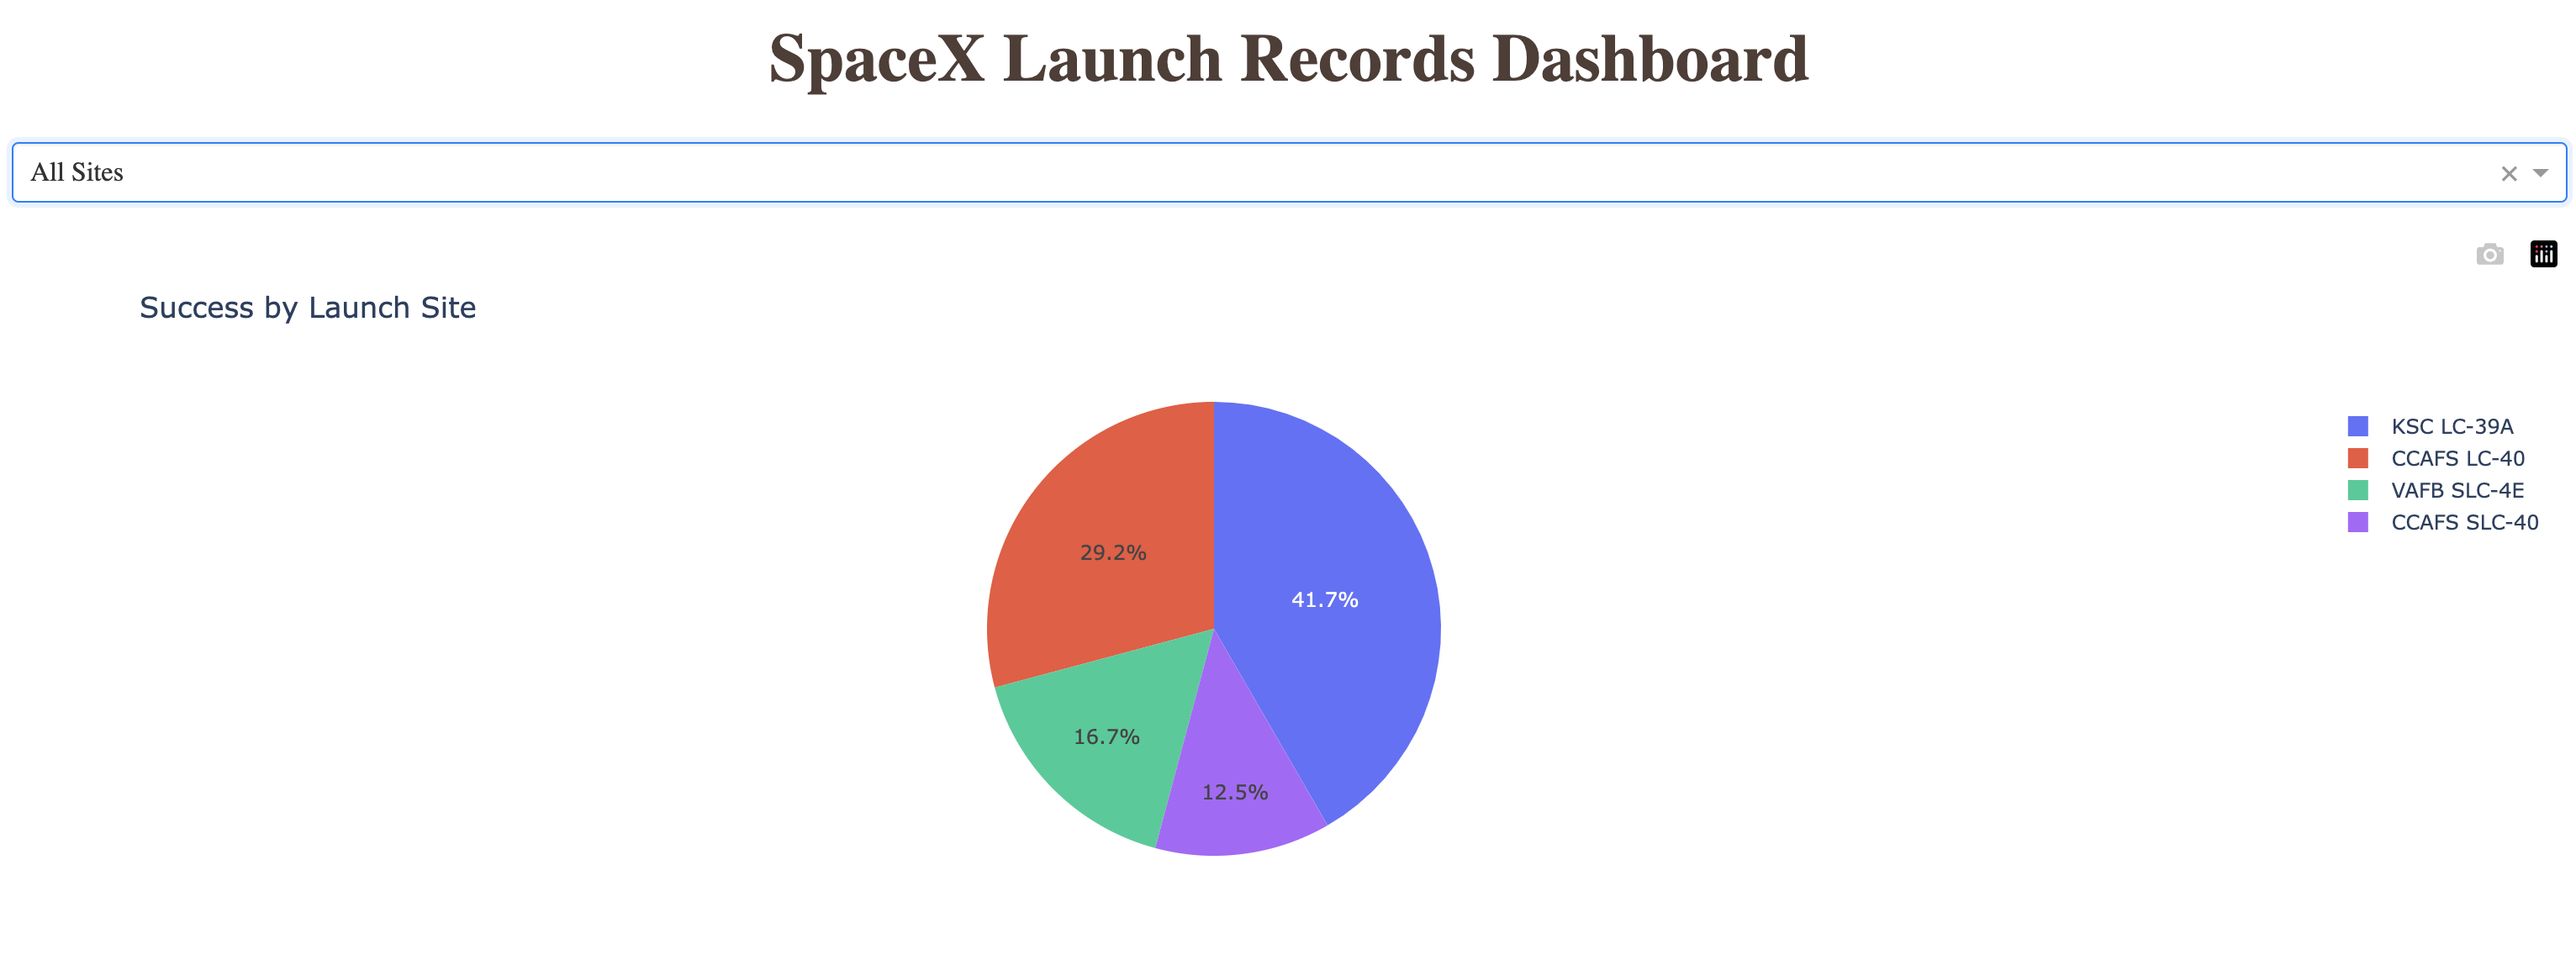 SpaceX Launch Records Dashboard
All Sites
Success by Launch Site
KSC LC-39A
CCAFS LC-40
VAFB SLC-4E
CCAFS SLC-40
29.2%
41.7%
16.7%
12.5%